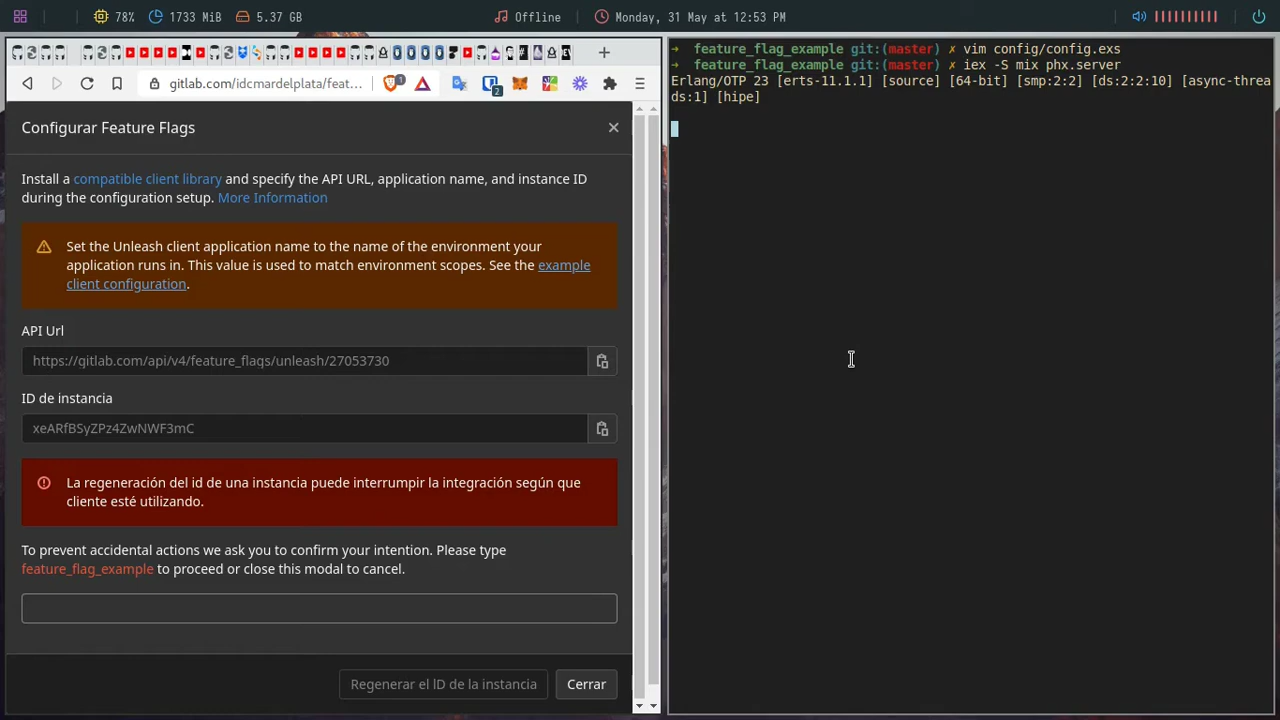 78%
1733 MiB
5.37 GB
Offline
Monday, 31 May at 12:53 PM
gitlab.com/idcmardelplata/feat...
1
2
Configurar Feature Flags
Install a compatible client library and specify the API URL, application name, and instance ID
during the configuration setup. More Information
Set the Unleash client application name to the name of the environment your
application runs in. This value is used to match environment scopes. See the example
client configuration.
API Url
https://gitlab.com/api/v4/feature_flags/unleash/27053730
ID de instancia
xeARfBSyZPz4ZwNWF3mC
La regeneración del id de una instancia puede interrumpir la integración según que
cliente esté utilizando.
To prevent accidental actions we ask you to confirm your intention. Please type
feature_flag_example to proceed or close this modal to cancel.
Regenerar el ID de la instancia
Cerrar
→ feature_flag_example git:(master) ✗ vim config/config.exs
→ feature_flag_example git:(master) ✗ iex -S mix phx.server
Erlang/OTP 23 [erts-11.1.1] [source] [64-bit] [smp:2:2] [ds:2:2:10] [async-threa
ds:1] [hipe]